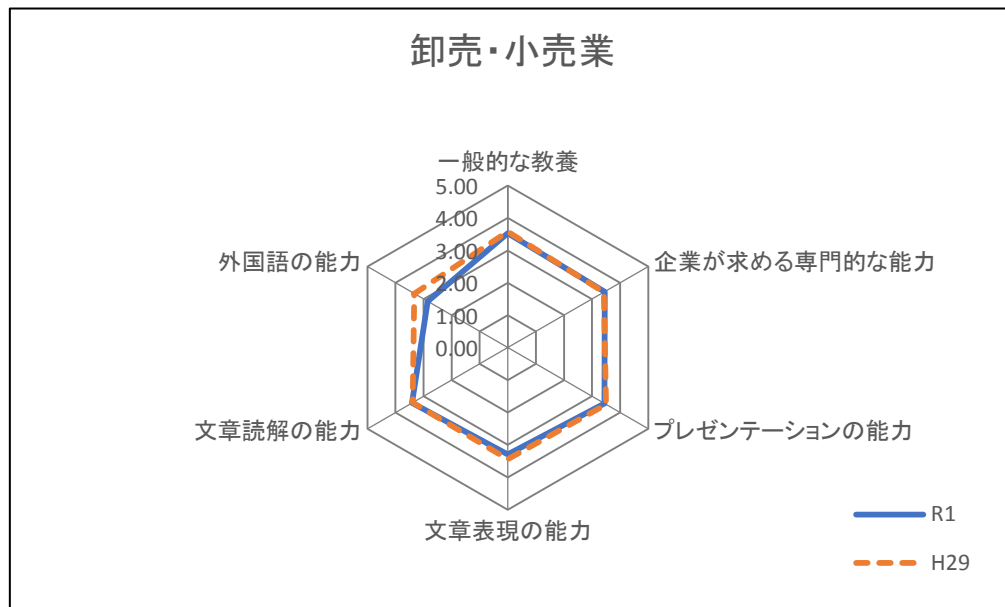 卸売・小売業
一般的な教養
5.00
4.00
3.00
2.00
1.00
0.00
外国語の能力
企業が求める専門的な能力
文章読解の能力
プレゼンテーションの能力
文章表現の能力
R1
H29